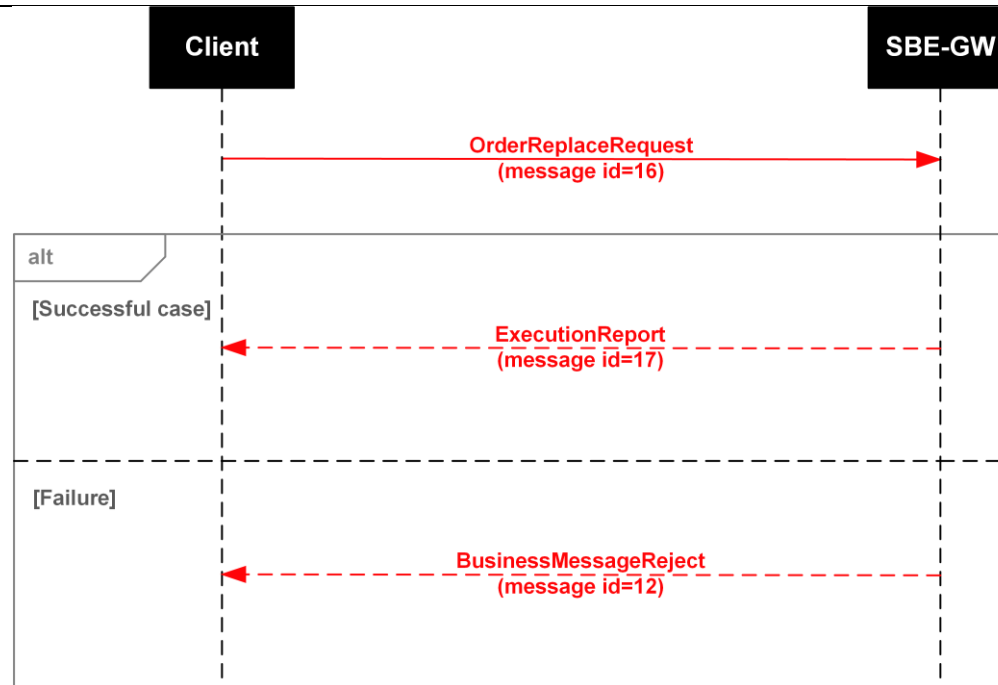 Client
SBE-GW
OrderReplaceRequest
(message id=16)
alt
[Successful case]
ExecutionReport
(message id=17)
[Failure]
BusinessMessageReject
(message id=12)